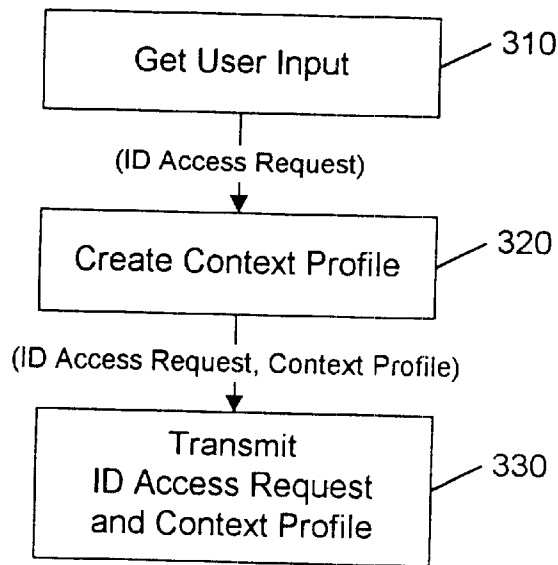 Get User Input
310
(ID Access Request)
Create Context Profile
320
(ID Access Request, Context Profile)
Transmit
ID Access Request
and Context Profile
330